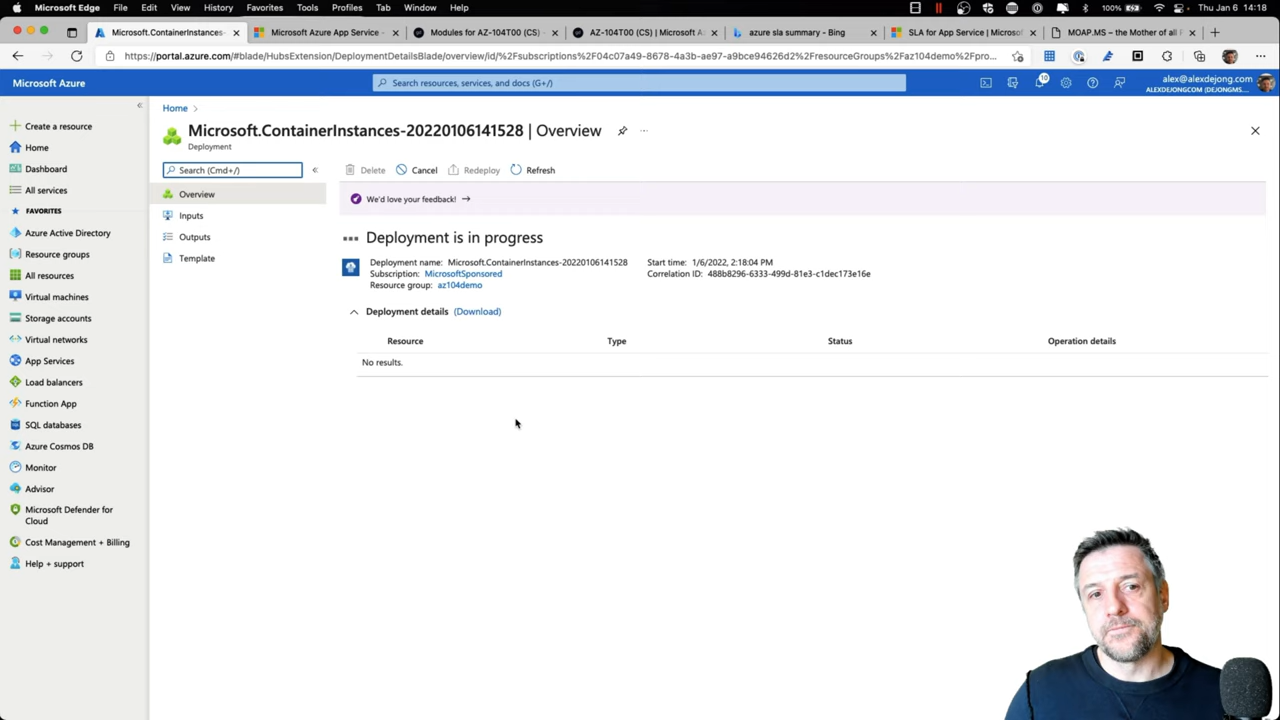 Microsoft Edge File Edit View History Favorites Tools Profiles Tab Window Help 100% Thu Jan 6 14:18
Microsoft.ContainerInstances- Microsoft Azure App Service - Modules for AZ-104T00 (CS) - AZ-104T00 (CS) | Microsoft A azure sla summary - Bing SLA for App Service | Microsof MOAP.MS – the Mother of all
https://portal.azure.com/#blade/HubsExtension/DeploymentDetailsBlade/overview/id/%2Fsubscriptions%2F04c07a49-8678-4a3b-ae97-a9bce94626d2%2FresourceGroups%2Faz104demo%2Fpro...
Microsoft Azure
Search resources, services, and docs (G+/)
10
alex@alexdejong.com
ALEXDEJONGCOM (DEJONGMS....
Create a resource
Home
Dashboard
All services
FAVORITES
Azure Active Directory
Resource groups
All resources
Virtual machines
Storage accounts
Virtual networks
App Services
Load balancers
Function App
SQL databases
Azure Cosmos DB
Monitor
Advisor
Microsoft Defender for
Cloud
Cost Management + Billing
Help + support
Home >
Microsoft.ContainerInstances-20220106141528 | Overview
Deployment
Search (Cmd+/)
Overview
Inputs
Outputs
Template
Delete Cancel Redeploy Refresh
We'd love your feedback! →
Deployment is in progress
Deployment name: Microsoft.ContainerInstances-20220106141528 Start time: 1/6/2022, 2:18:04 PM
Subscription: MicrosoftSponsored Correlation ID: 488b8296-6333-499d-81e3-c1dec173e16e
Resource group: az104demo
Deployment details (Download)
Resource Type Status Operation details
No results.